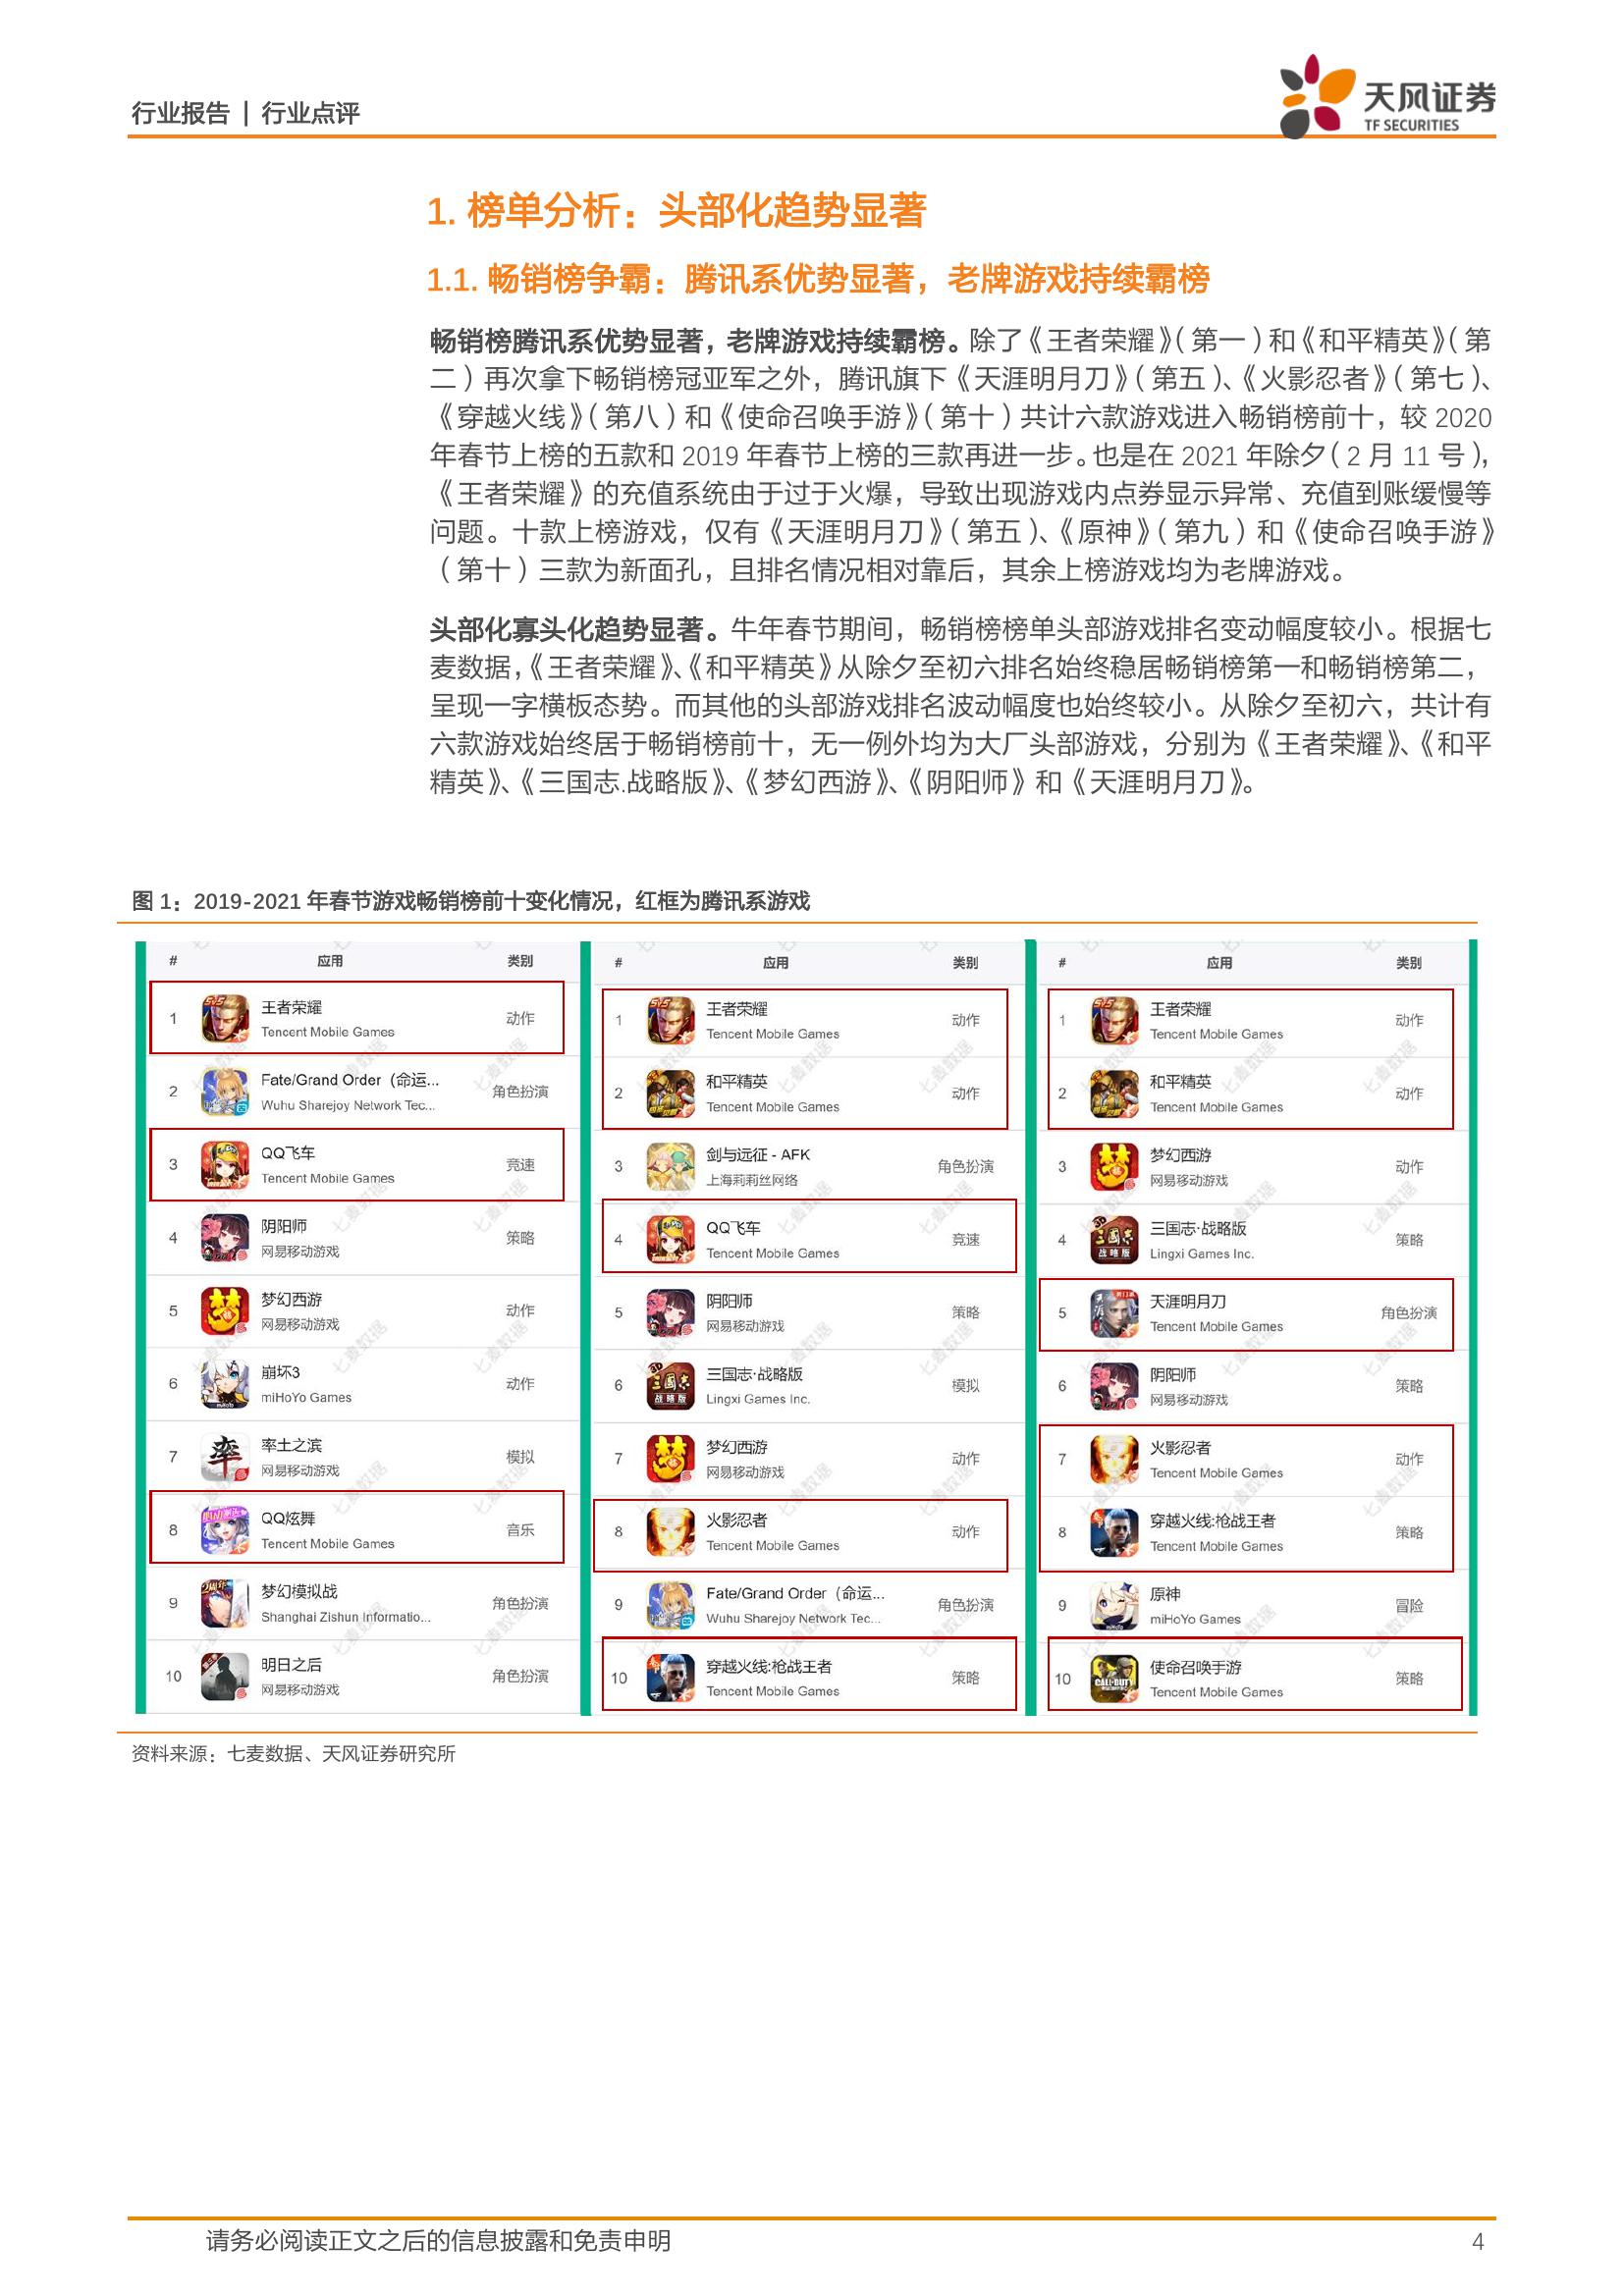 行业报告 | 行业点评
天风证券
TF SECURITIES
1. 榜单分析：头部化趋势显著
1.1. 畅销榜争霸：腾讯系优势显著，老牌游戏持续霸榜
畅销榜腾讯系优势显著，老牌游戏持续霸榜。除了《王者荣耀》（第一）和《和平精英》（第
二）再次拿下畅销榜冠亚军之外，腾讯旗下《天涯明月刀》（第五）、《火影忍者》（第七）、
《穿越火线》（第八）和《使命召唤手游》（第十）共计六款游戏进入畅销榜前十，较 2020
年春节上榜的五款和 2019 年春节上榜的三款再进一步。也是在 2021 年除夕（2 月 11 号），
《王者荣耀》的充值系统由于过于火爆，导致出现游戏内点券显示异常、充值到账缓慢等
问题。十款上榜游戏，仅有《天涯明月刀》（第五）、《原神》（第九）和《使命召唤手游》
（第十）三款为新面孔，且排名情况相对靠后，其余上榜游戏均为老牌游戏。
头部化寡头化趋势显著。牛年春节期间，畅销榜榜单头部游戏排名变动幅度较小。根据七
麦数据，《王者荣耀》、《和平精英》从除夕至初六排名始终稳居畅销榜第一和畅销榜第二，
呈现一字横板态势。而其他的头部游戏排名波动幅度也始终较小。从除夕至初六，共计有
六款游戏始终居于畅销榜前十，无一例外均为大厂头部游戏，分别为《王者荣耀》、《和平
精英》、《三国志.战略版》、《梦幻西游》、《阴阳师》和《天涯明月刀》。
图 1：2019-2021 年春节游戏畅销榜前十变化情况，红框为腾讯系游戏
# 应用 类别
1 王者荣耀 动作
Tencent Mobile Games
2 Fate/Grand Order（命运... 角色扮演
Wuhu Sharejoy Network Tec...
3 QQ飞车 竞速
Tencent Mobile Games
4 阴阳师 策略
网易移动游戏
5 梦幻西游 动作
网易移动游戏
6 崩坏3 动作
miHoYo Games
7 率土之滨 模拟
网易移动游戏
8 QQ炫舞 音乐
Tencent Mobile Games
9 梦幻模拟战 角色扮演
Shanghai Zishun Informatio...
10 明日之后 角色扮演
网易移动游戏
# 应用 类别
1 王者荣耀 动作
Tencent Mobile Games
2 和平精英 动作
Tencent Mobile Games
3 剑与远征 - AFK 角色扮演
上海莉莉丝网络
4 QQ飞车 竞速
Tencent Mobile Games
5 阴阳师 策略
网易移动游戏
6 三国志·战略版 模拟
Lingxi Games Inc.
7 梦幻西游 动作
网易移动游戏
8 火影忍者 动作
Tencent Mobile Games
9 Fate/Grand Order（命运... 角色扮演
Wuhu Sharejoy Network Tec...
10 穿越火线:枪战王者 策略
Tencent Mobile Games
# 应用 类别
1 王者荣耀 动作
Tencent Mobile Games
2 和平精英 动作
Tencent Mobile Games
3 梦幻西游 动作
网易移动游戏
4 三国志·战略版 策略
Lingxi Games Inc.
5 天涯明月刀 角色扮演
Tencent Mobile Games
6 阴阳师 策略
网易移动游戏
7 火影忍者 动作
Tencent Mobile Games
8 穿越火线:枪战王者 策略
Tencent Mobile Games
9 原神 冒险
miHoYo Games
10 使命召唤手游 策略
Tencent Mobile Games
资料来源：七麦数据、天风证券研究所
请务必阅读正文之后的信息披露和免责申明 4